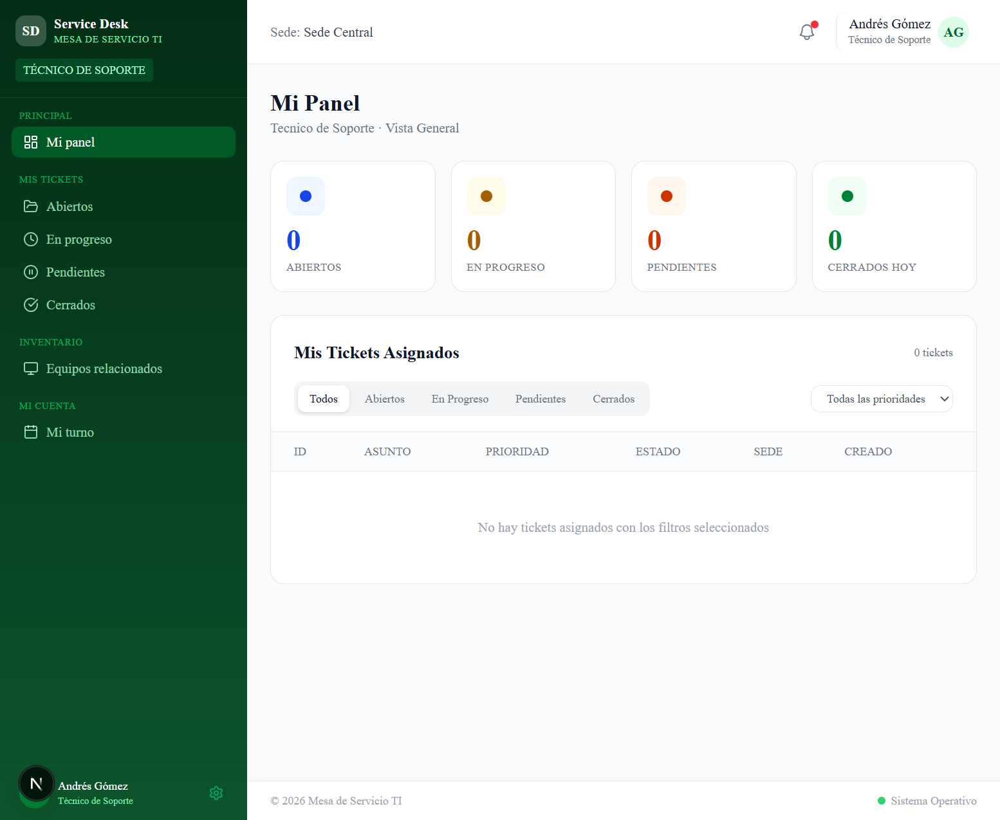 SD
Service Desk
MESA DE SERVICIO TI
TÉCNICO DE SOPORTE
PRINCIPAL
Mi panel
MIS TICKETS
Abiertos
En progreso
Pendientes
Cerrados
INVENTARIO
Equipos relacionados
MI CUENTA
Mi turno
N
Andrés Gómez
Técnico de Soporte
Sede: Sede Central
Andrés Gómez
Técnico de Soporte
AG
Mi Panel
Tecnico de Soporte · Vista General
0
ABIERTOS
0
EN PROGRESO
0
PENDIENTES
0
CERRADOS HOY
Mis Tickets Asignados
0 tickets
Todos Abiertos En Progreso Pendientes Cerrados
Todas las prioridades
ID ASUNTO PRIORIDAD ESTADO SEDE CREADO
No hay tickets asignados con los filtros seleccionados
© 2026 Mesa de Servicio TI
Sistema Operativo